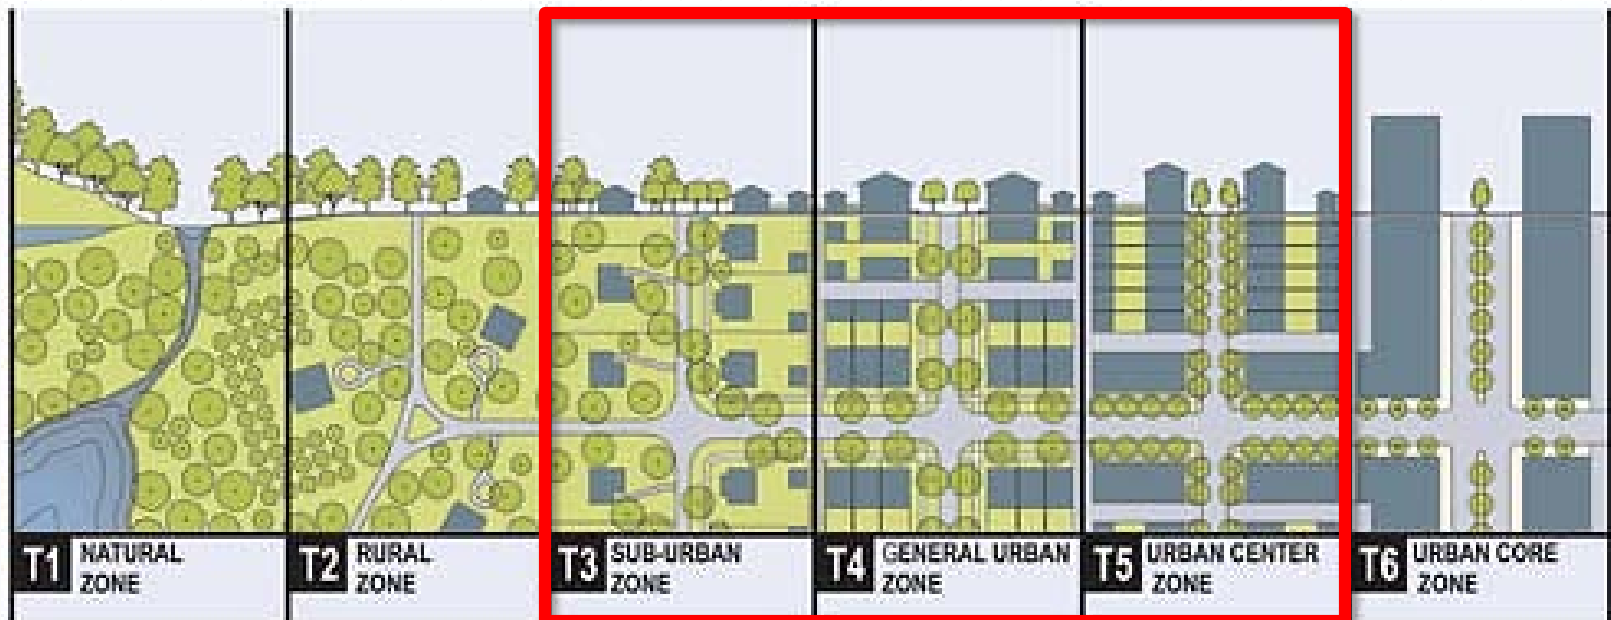 T1 NATURAL
ZONE
T2 RURAL
ZONE
T3 SUB-URBAN
ZONE
T4 GENERAL URBAN
ZONE
T5 URBAN CENTER
ZONE
T6 URBAN CORE
ZONE